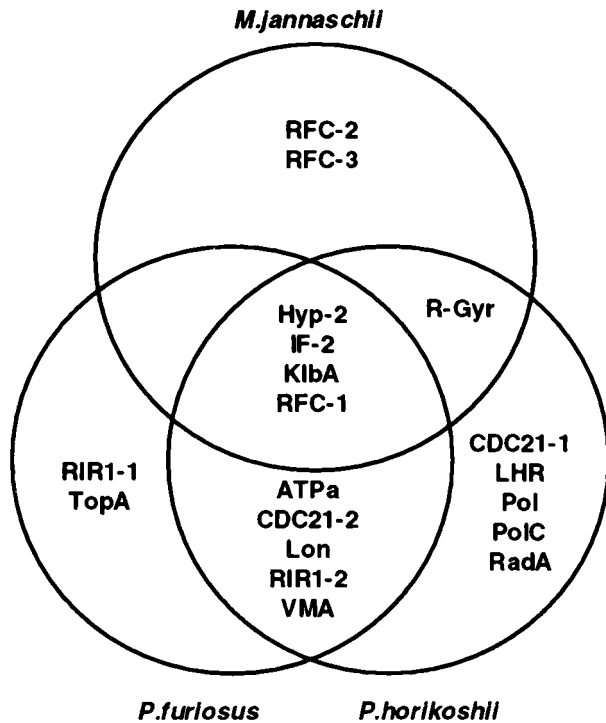 M.jannaschii
RFC-2
RFC-3
Hyp-2
IF-2
KlbA
RFC-1
R-Gyr
RIR1-1
TopA
ATPa
CDC21-2
Lon
RIR1-2
VMA
CDC21-1
LHR
Pol
PolC
RadA
P.furiosus
P.horikoshii